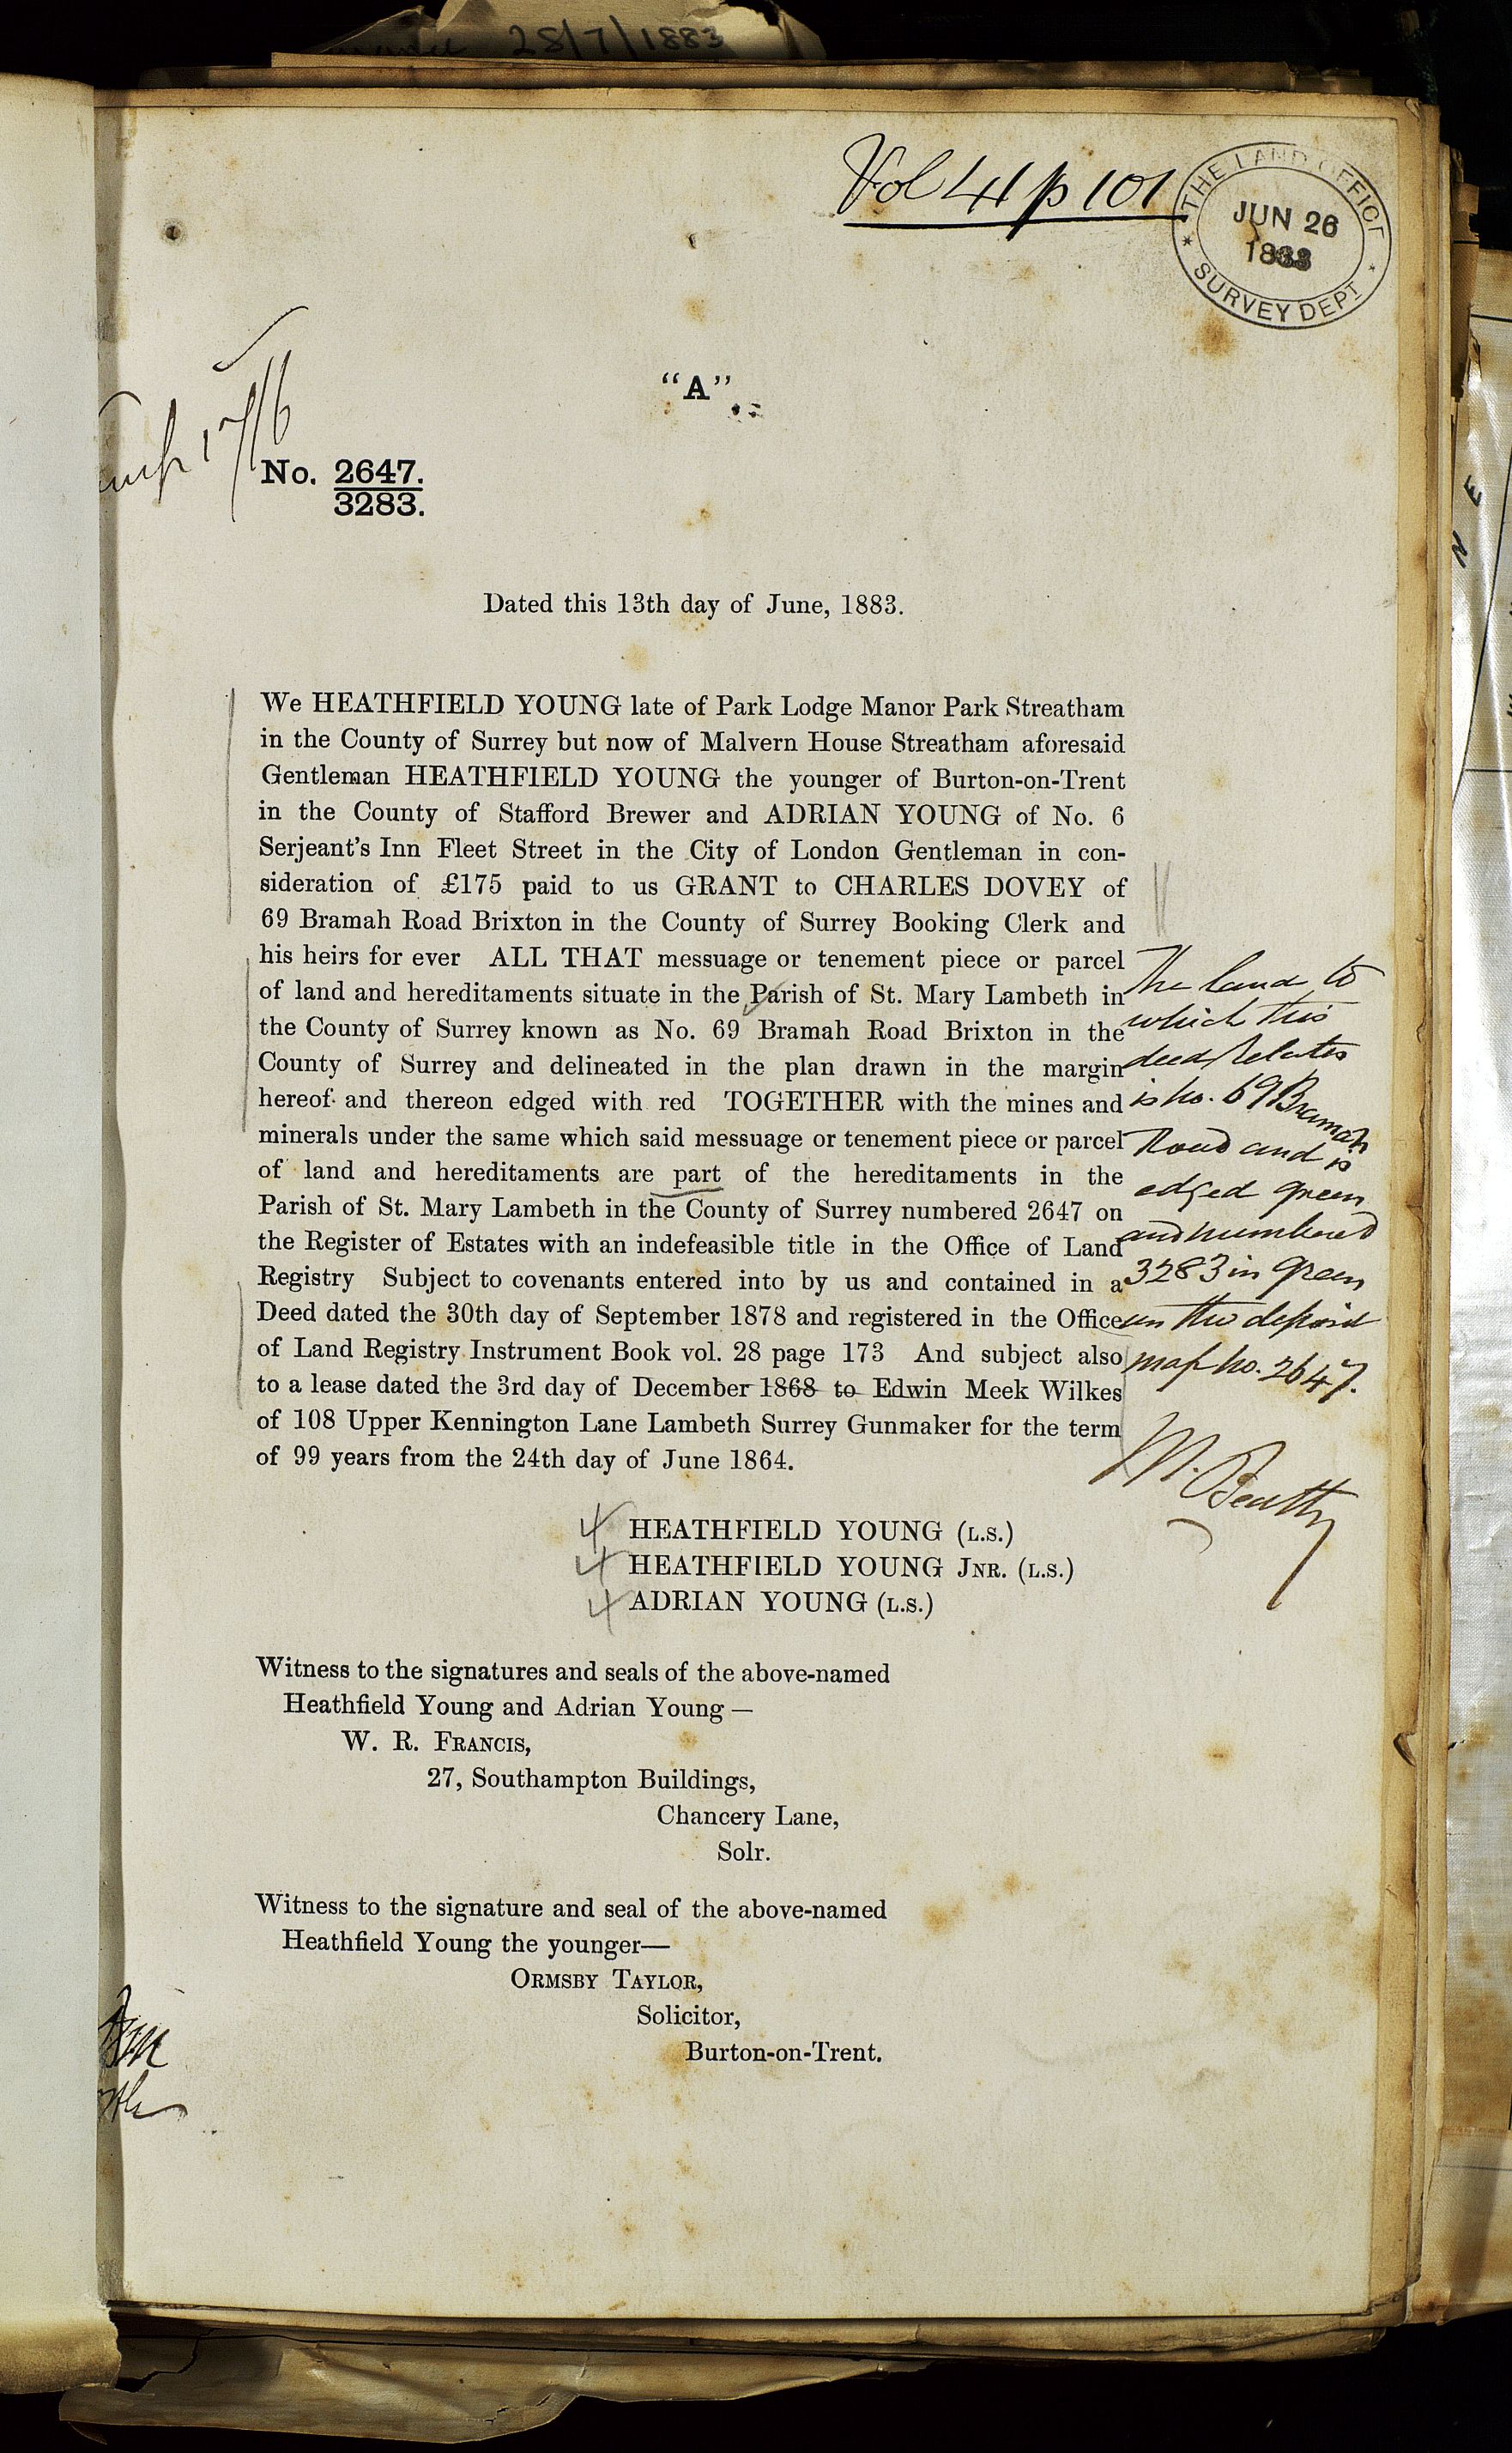 28/7/1883
Vol 41 p 101
THE LAND OFFICE
JUN 26
1883
SURVEY DEPT
“A”
No. 2647.
3283.
Dated this 13th day of June, 1883.
We HEATHFIELD YOUNG late of Park Lodge Manor Park Streatham
in the County of Surrey but now of Malvern House Streatham aforesaid
Gentleman HEATHFIELD YOUNG the younger of Burton-on-Trent
in the County of Stafford Brewer and ADRIAN YOUNG of No. 6
Serjeant's Inn Fleet Street in the City of London Gentleman in con-
sideration of £175 paid to us GRANT to CHARLES DOVEY of
69 Bramah Road Brixton in the County of Surrey Booking Clerk and
his heirs for ever ALL THAT messuage or tenement piece or parcel
of land and hereditaments situate in the Parish of St. Mary Lambeth in
the County of Surrey known as No. 69 Bramah Road Brixton in the
County of Surrey and delineated in the plan drawn in the margin
hereof and thereon edged with red TOGETHER with the mines and
minerals under the same which said messuage or tenement piece or parcel
of land and hereditaments are part of the hereditaments in the
Parish of St. Mary Lambeth in the County of Surrey numbered 2647 on
the Register of Estates with an indefeasible title in the Office of Land
Registry Subject to covenants entered into by us and contained in a
Deed dated the 30th day of September 1878 and registered in the Office
of Land Registry Instrument Book vol. 28 page 173 And subject also
to a lease dated the 3rd day of December 1868 to Edwin Meek Wilkes
of 108 Upper Kennington Lane Lambeth Surrey Gunmaker for the term
of 99 years from the 24th day of June 1864.
The land to
which this
deed relates
is No. 69 Bramah
Road and is
edged green
and numbered
3283 in green
on the deposit
map No. 2647.
M. Beatty
HEATHFIELD YOUNG (L.S.)
HEATHFIELD YOUNG JNR. (L.S.)
ADRIAN YOUNG (L.S.)
Witness to the signatures and seals of the above-named
Heathfield Young and Adrian Young —
W. R. FRANCIS,
27, Southampton Buildings,
Chancery Lane,
Solr.
Witness to the signature and seal of the above-named
Heathfield Young the younger—
ORMSBY TAYLOR,
Solicitor,
Burton-on-Trent.